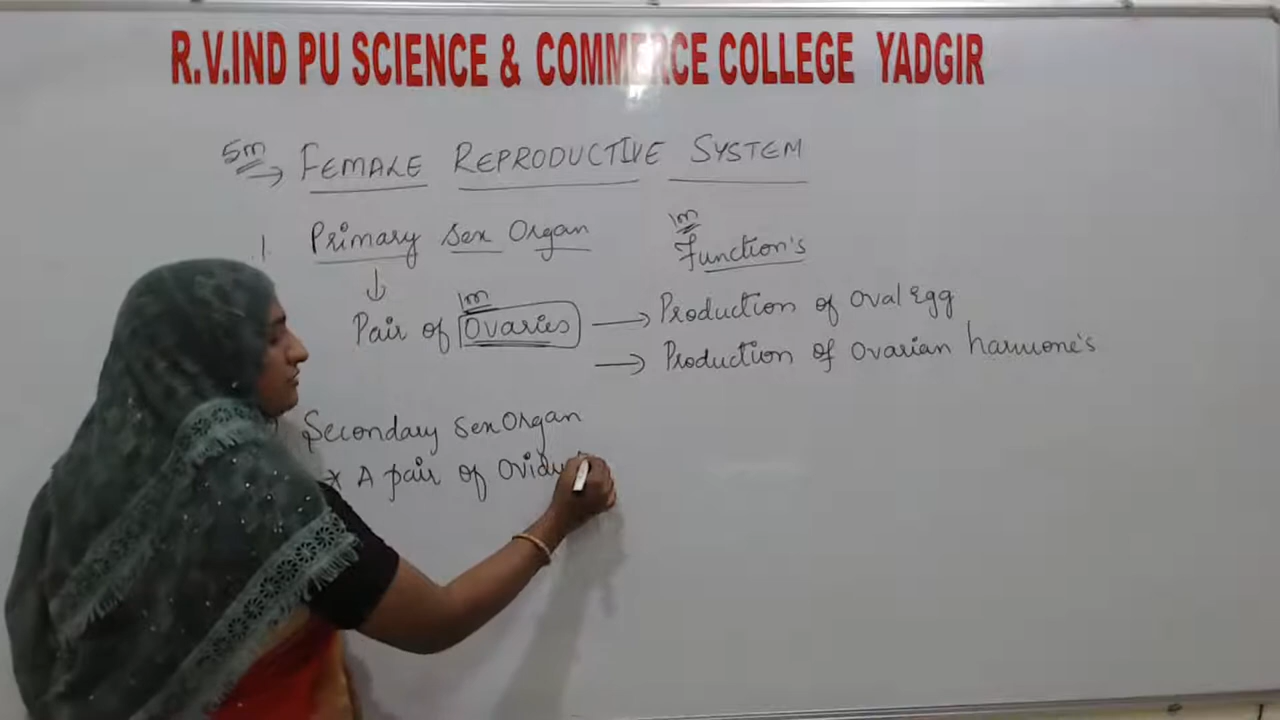 R.V.IND PU SCIENCE & COMMERCE COLLEGE YADGIR
5m → FEMALE REPRODUCTIVE SYSTEM
1. Primary Sex Organ
1m
Function's
↓
1m
Pair of Ovaries → Production of Oval Egg
→ Production of Ovarian harmone's
Secondary Sex Organ
* A pair of